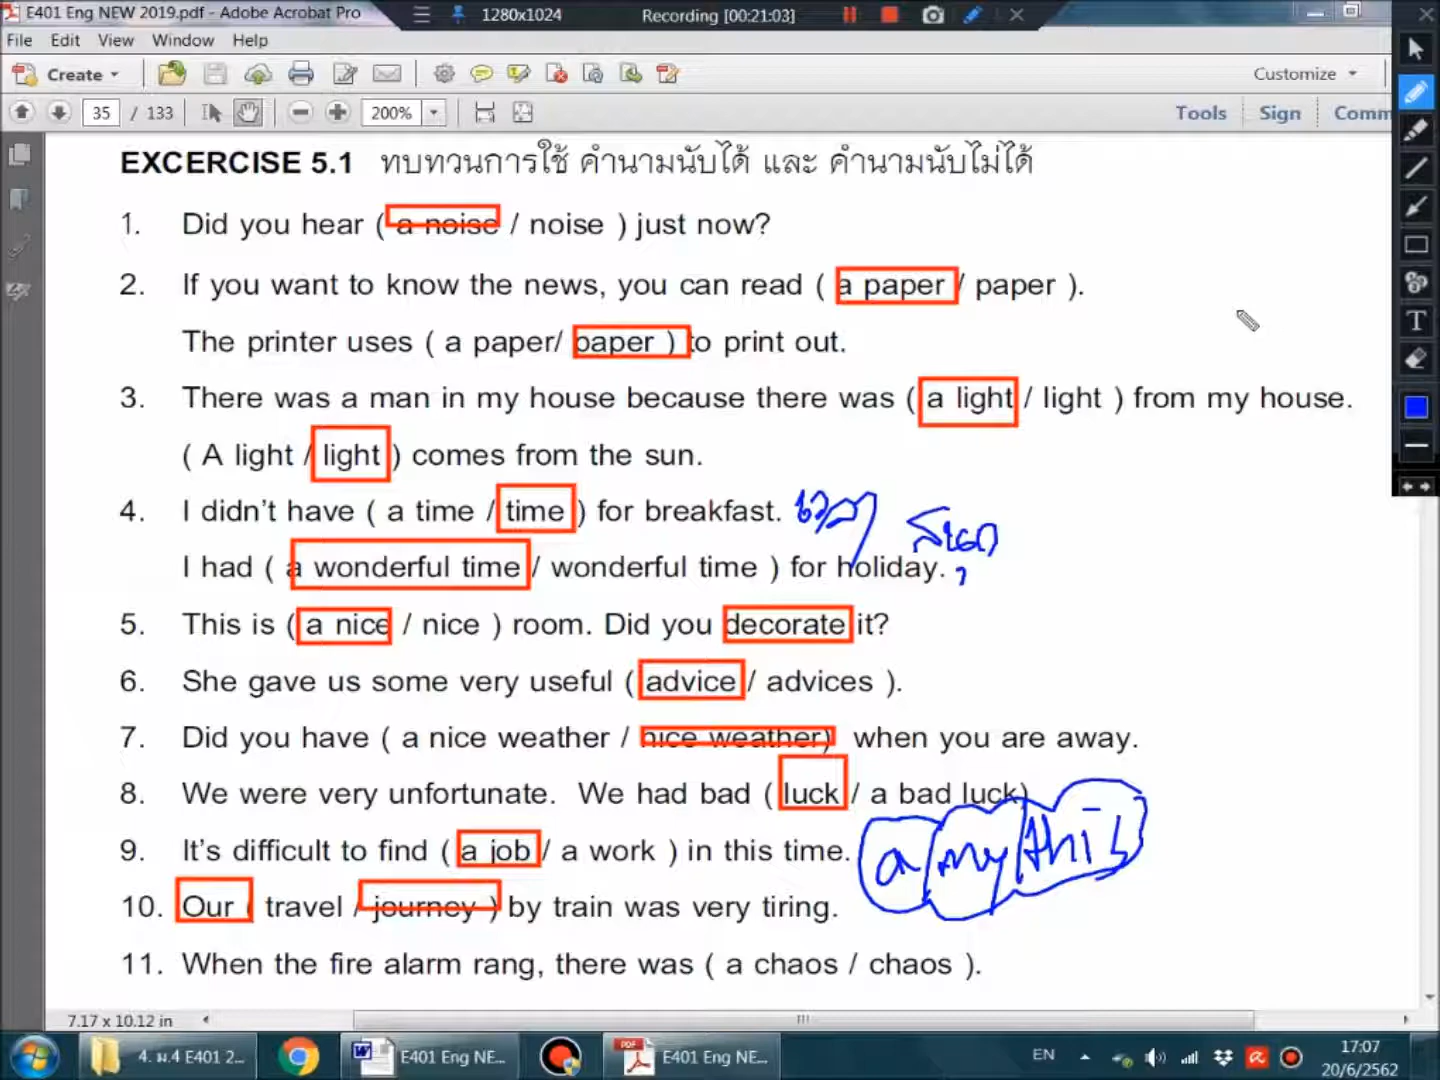 E401 Eng NEW 2019.pdf - Adobe Acrobat Pro
1280x1024
Recording [00:21:03]
File Edit View Window Help
Create
Customize
35 / 133
200%
Tools Sign Comm
EXCERCISE 5.1 ทบทวนการใช้ คำนามนับได้ และ คำนามนับไม่ได้
1. Did you hear ( a noise / noise ) just now?
2. If you want to know the news, you can read ( a paper / paper ).
The printer uses ( a paper/ paper ) to print out.
3. There was a man in my house because there was ( a light / light ) from my house.
( A light / light ) comes from the sun.
4. I didn't have ( a time / time ) for breakfast. เวลา
I had ( a wonderful time / wonderful time ) for holiday.
5. This is ( a nice / nice ) room. Did you decorate it?
6. She gave us some very useful ( advice / advices ).
7. Did you have ( a nice weather / nice weather) when you are away.
8. We were very unfortunate. We had bad ( luck / a bad luck)
9. It's difficult to find ( a job / a work ) in this time.
a my this
10. Our ( travel / journey ) by train was very tiring.
11. When the fire alarm rang, there was ( a chaos / chaos ).
7.17 x 10.12 in
4. ม.4 E401 2...
E401 Eng NE...
E401 Eng NE...
EN
17:07
20/6/2562